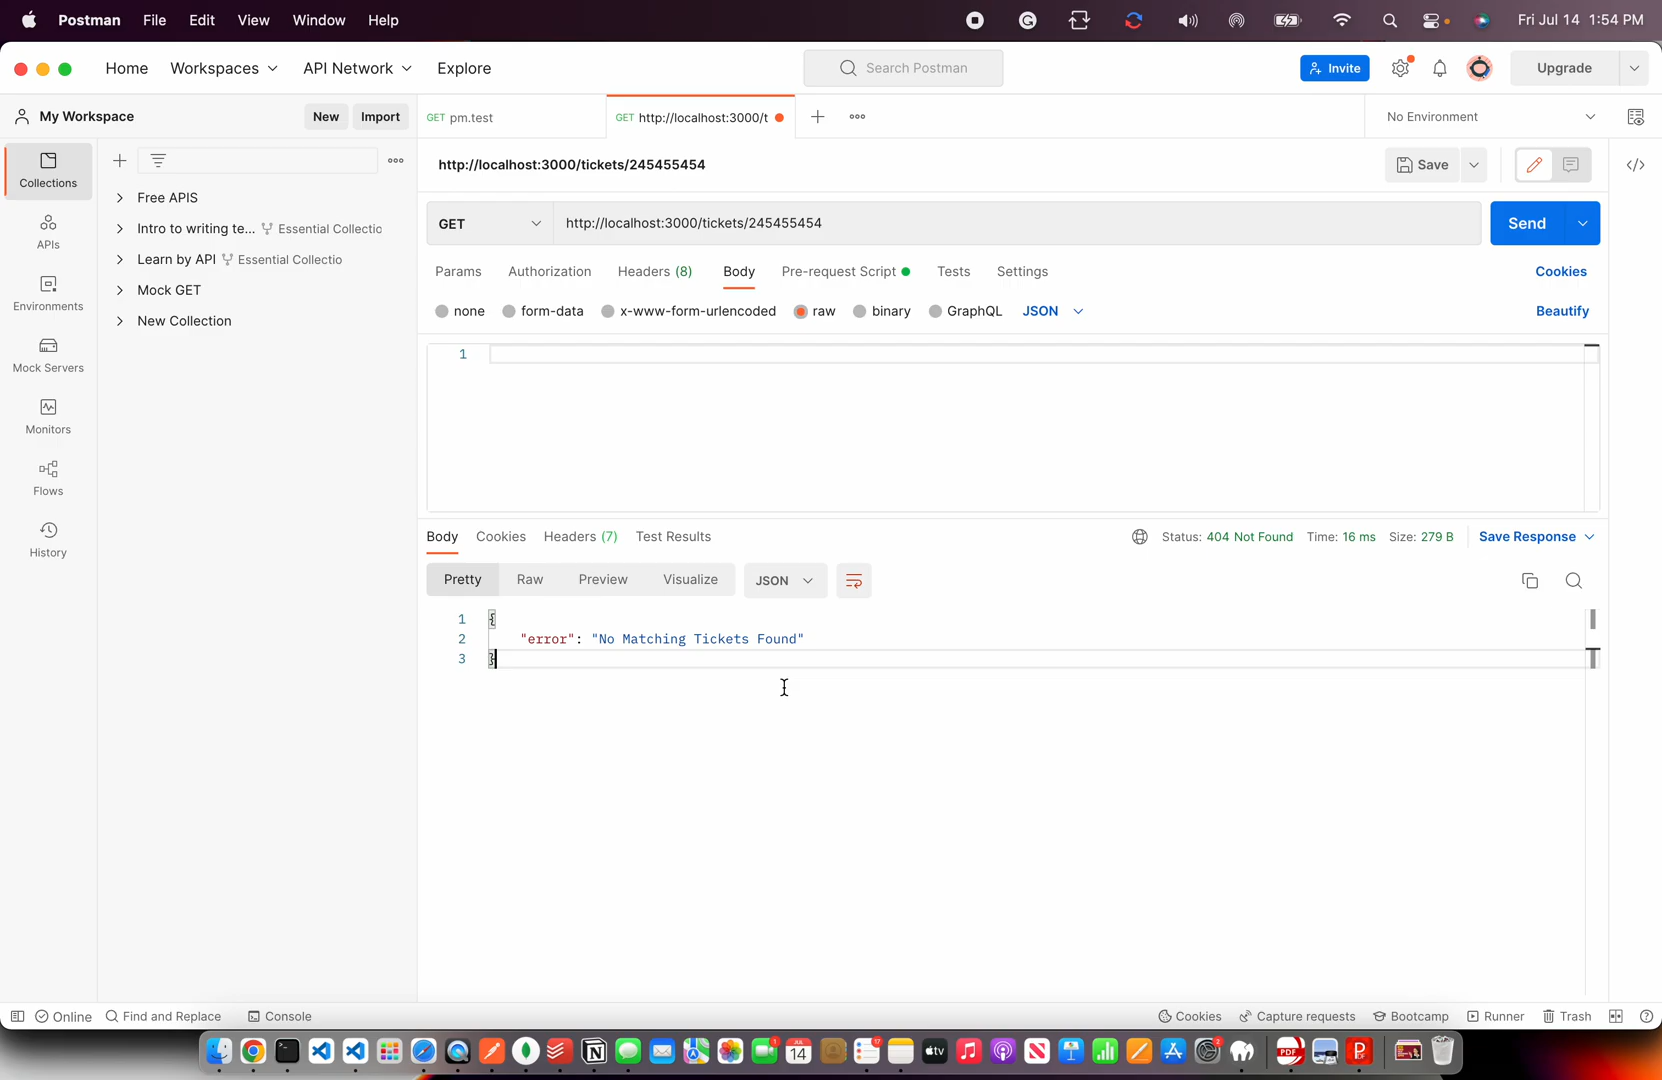 Postman File Edit View Window Help Fri Jul 14 1:54 PM
Home Workspaces API Network Explore Search Postman Invite Upgrade
My Workspace New Import GET pm.test GET http://localhost:3000/t No Environment
http://localhost:3000/tickets/245455454 Save
Collections
Free APIS
Intro to writing te... Essential Collectio
Learn by API Essential Collectio
Mock GET
New Collection
APIs
Environments
Mock Servers
Monitors
Flows
History
GET http://localhost:3000/tickets/245455454 Send
Params Authorization Headers (8) Body Pre-request Script Tests Settings Cookies
none form-data x-www-form-urlencoded raw binary GraphQL JSON Beautify
1
Body Cookies Headers (7) Test Results Status: 404 Not Found Time: 16 ms Size: 279 B Save Response
Pretty Raw Preview Visualize JSON
1 {
2 "error": "No Matching Tickets Found"
3 }
Online Find and Replace Console Cookies Capture requests Bootcamp Runner Trash
1 JUL 14 17 tv 2 PDF